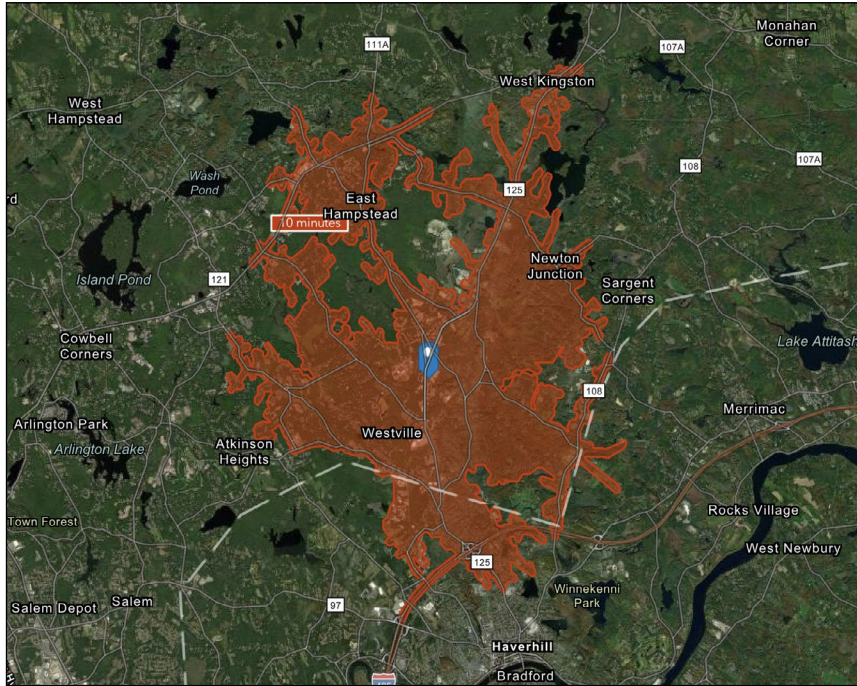 Monahan
Corner
111A
107A
West Kingston
West
Hampstead
108
107A
Wash
Pond
rd
125
East
Hampstead
10 minutes
Newton
Junction
Island Pond
121
Sargent
Corners
Cowbell
Corners
Lake Attitash
108
Merrimac
Arlington Park
Westville
Atkinson
Heights
Arlington Lake
Rocks Village
Town Forest
West Newbury
125
Winnekenni
Park
Salem Depot
Salem
97
Haverhill
Bradford